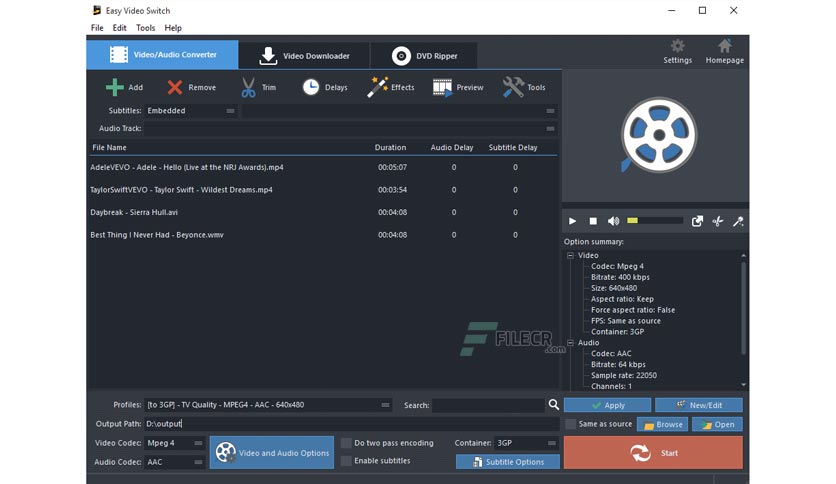 Easy Video Switch
File Edit Tools Help
Video/Audio Converter Video Downloader DVD Ripper
Settings Homepage
Add Remove Trim Delays Effects Preview Tools
Subtitles: Embedded
Audio Track:
File Name Duration Audio Delay Subtitle Delay
AdeleVEVO - Adele - Hello (Live at the NRJ Awards).mp4 00:05:07 0 0
TaylorSwiftVEVO - Taylor Swift - Wildest Dreams.mp4 00:03:54 0 0
Daybreak - Sierra Hull.avi 00:04:08 0 0
Best Thing I Never Had - Beyonce.wmv 00:04:08 0 0
FILECR
.com
Option summary:
Video
Codec: Mpeg 4
Bitrate: 400 kbps
Size: 640x480
Aspect ratio: Keep
Force aspect ratio: False
FPS: Same as source
Container: 3GP
Audio
Codec: AAC
Bitrate: 64 kbps
Sample rate: 22050
Channels: 1
Profiles: [to 3GP] - TV Quality - MPEG4 - AAC - 640x480 Search: Apply New/Edit
Output Path: D:\output Same as source Browse Open
Video Codec: Mpeg 4 Video and Audio Options Do two pass encoding Container: 3GP Start
Audio Codec: AAC Enable subtitles Subtitle Options